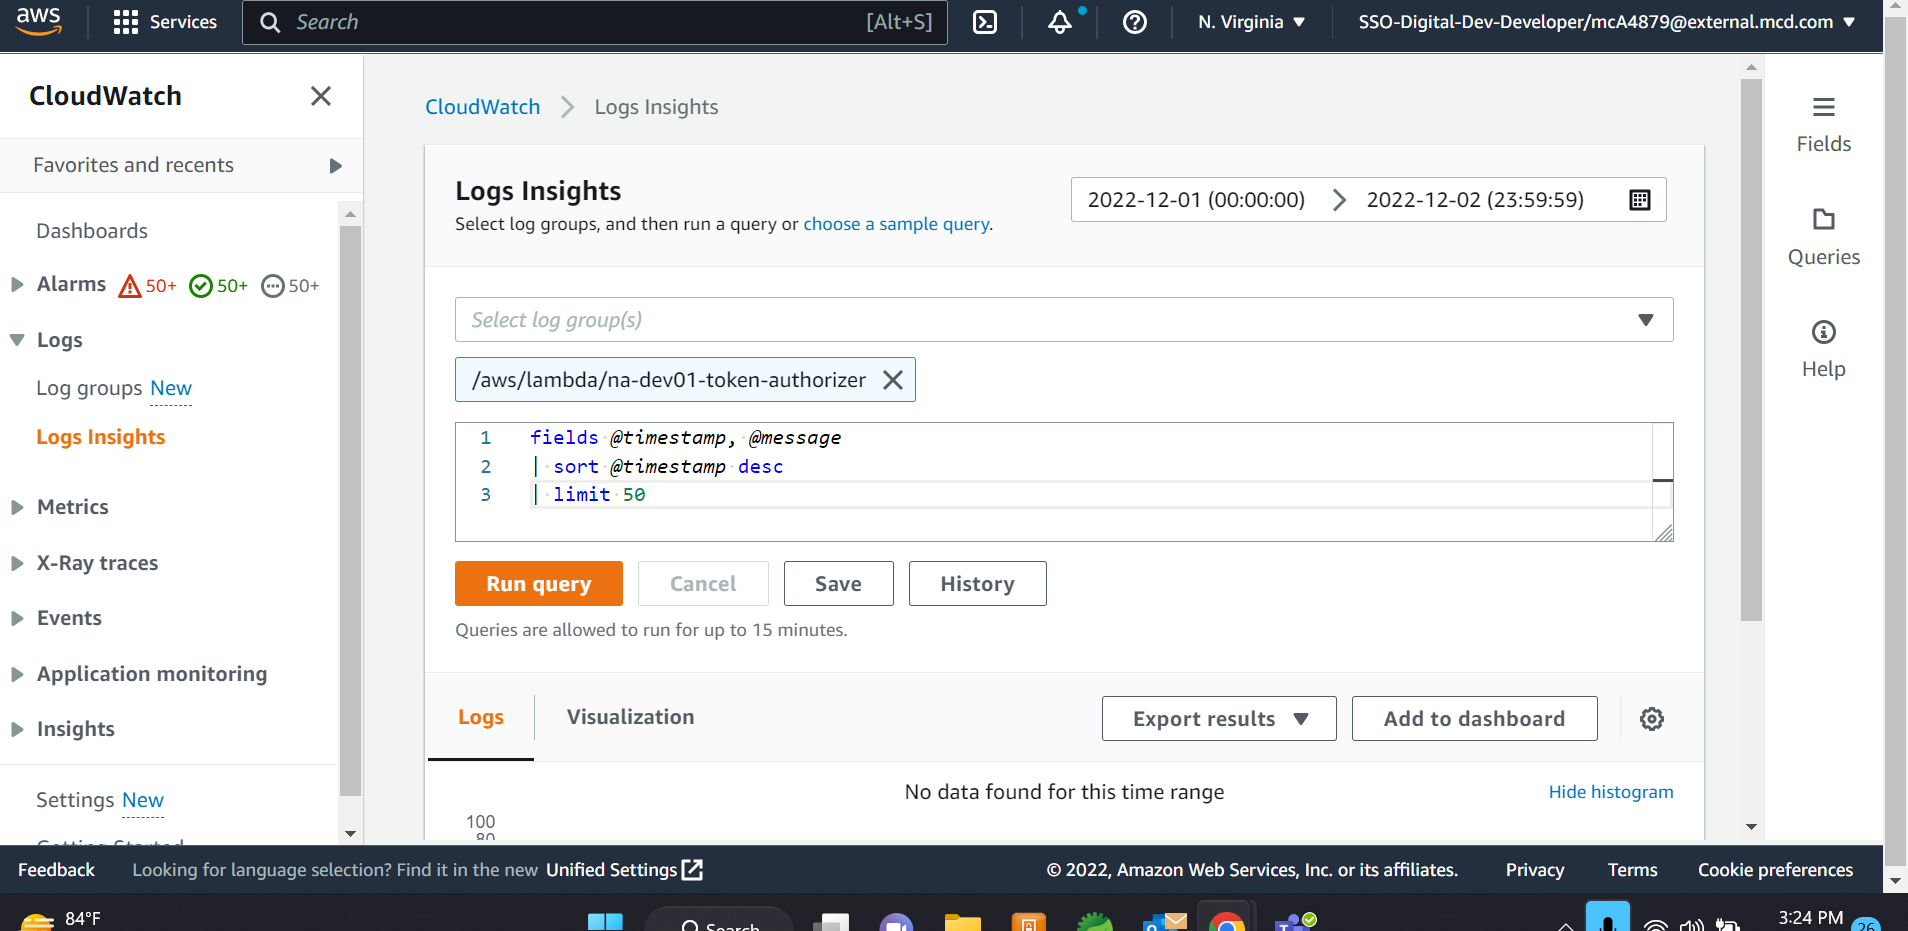 aws
Services
Search
[Alt+S]
N. Virginia
SSO-Digital-Dev-Developer/mcA4879@external.mcd.com
CloudWatch
Favorites and recents
Dashboards
Alarms 50+ 50+ 50+
Logs
Log groups New
Logs Insights
Metrics
X-Ray traces
Events
Application monitoring
Insights
Settings New
Getting Started
CloudWatch
Logs Insights
Logs Insights
Select log groups, and then run a query or choose a sample query.
2022-12-01 (00:00:00)
2022-12-02 (23:59:59)
Select log group(s)
/aws/lambda/na-dev01-token-authorizer
1 fields @timestamp, @message
2 | sort @timestamp desc
3 | limit 50
Run query
Cancel
Save
History
Queries are allowed to run for up to 15 minutes.
Logs
Visualization
Export results
Add to dashboard
No data found for this time range
Hide histogram
100
80
Fields
Queries
Help
Feedback
Looking for language selection? Find it in the new Unified Settings
© 2022, Amazon Web Services, Inc. or its affiliates.
Privacy
Terms
Cookie preferences
84°F
Search
3:24 PM
26